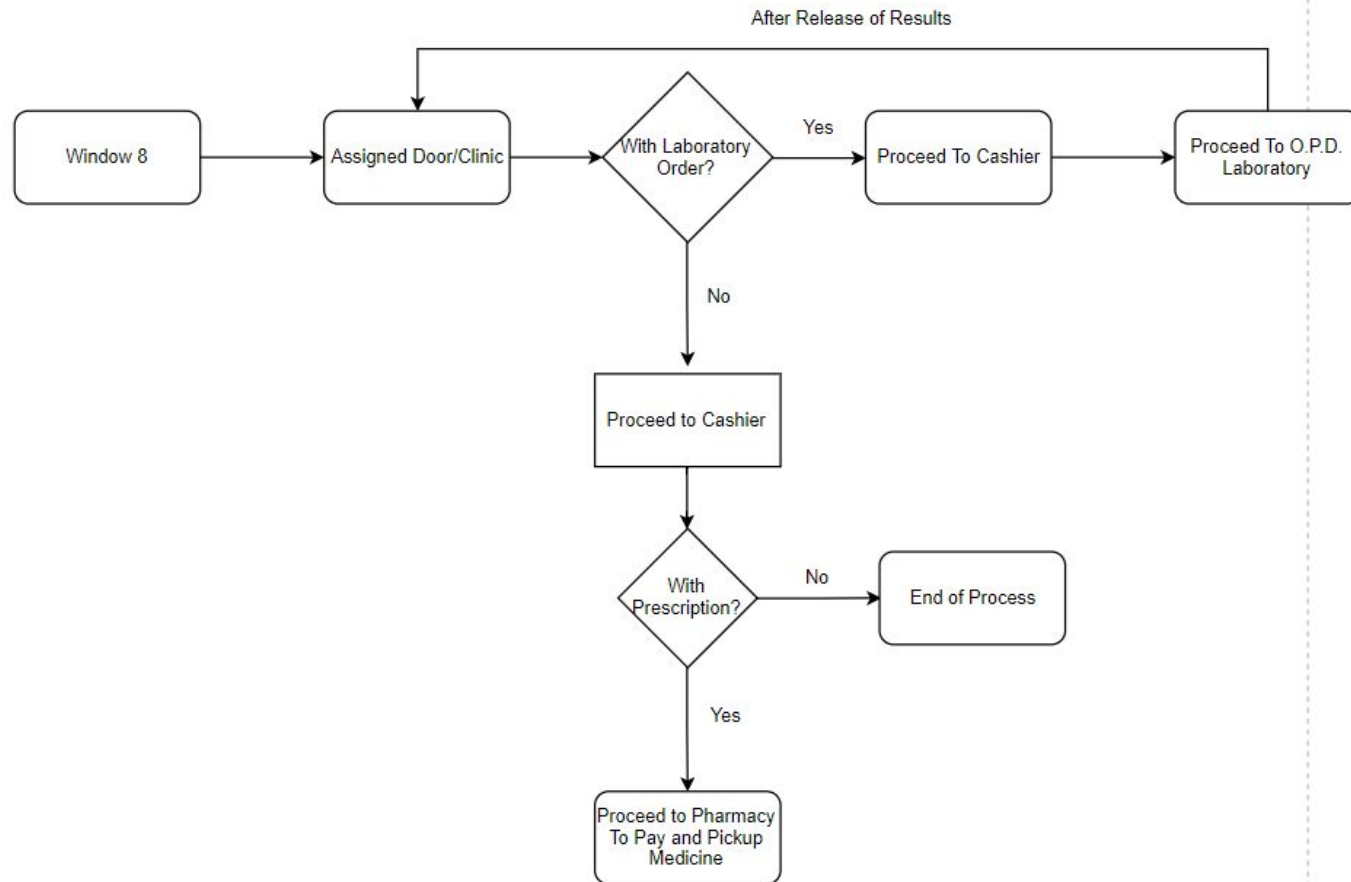 After Release of Results
Window 8
Assigned Door/Clinic
With Laboratory
Order?
Yes
Proceed To Cashier
Proceed To O.P.D.
Laboratory
No
Proceed to Cashier
With
Prescription?
No
End of Process
Yes
Proceed to Pharmacy
To Pay and Pickup
Medicine